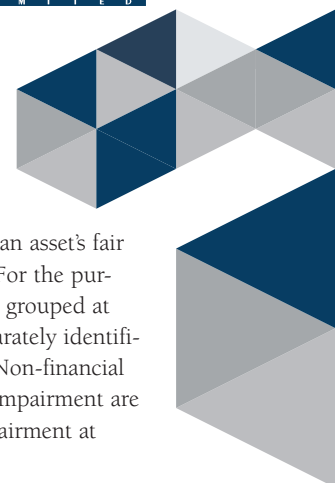 M I T E D
an asset's fair
For the pur-
grouped at
arately identifi-
Non-financial
mpairment are
airment at